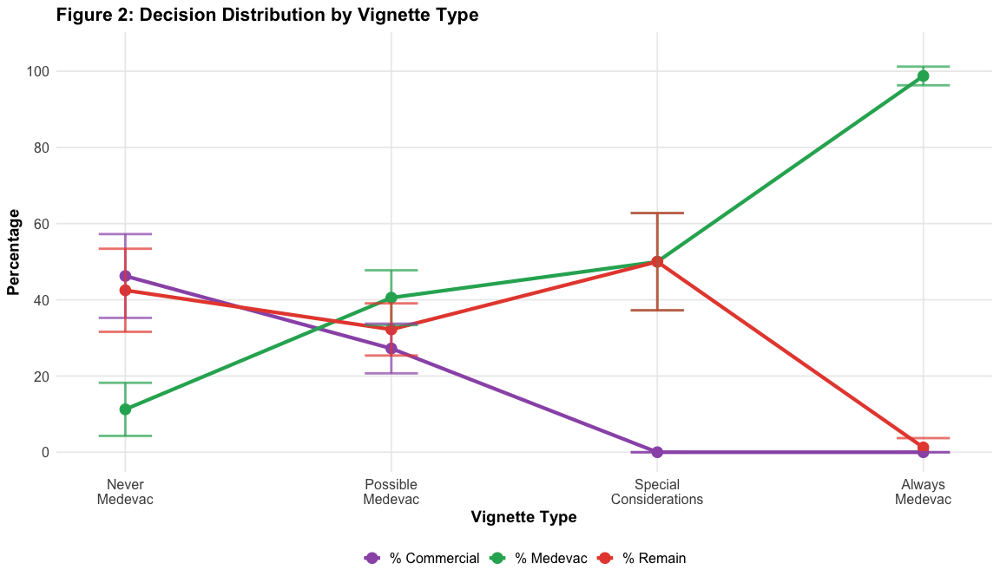 Figure 2: Decision Distribution by Vignette Type
Percentage
100
80
60
40
20
0
Never
Medevac
Possible
Medevac
Special
Considerations
Always
Medevac
Vignette Type
% Commercial
% Medevac
% Remain